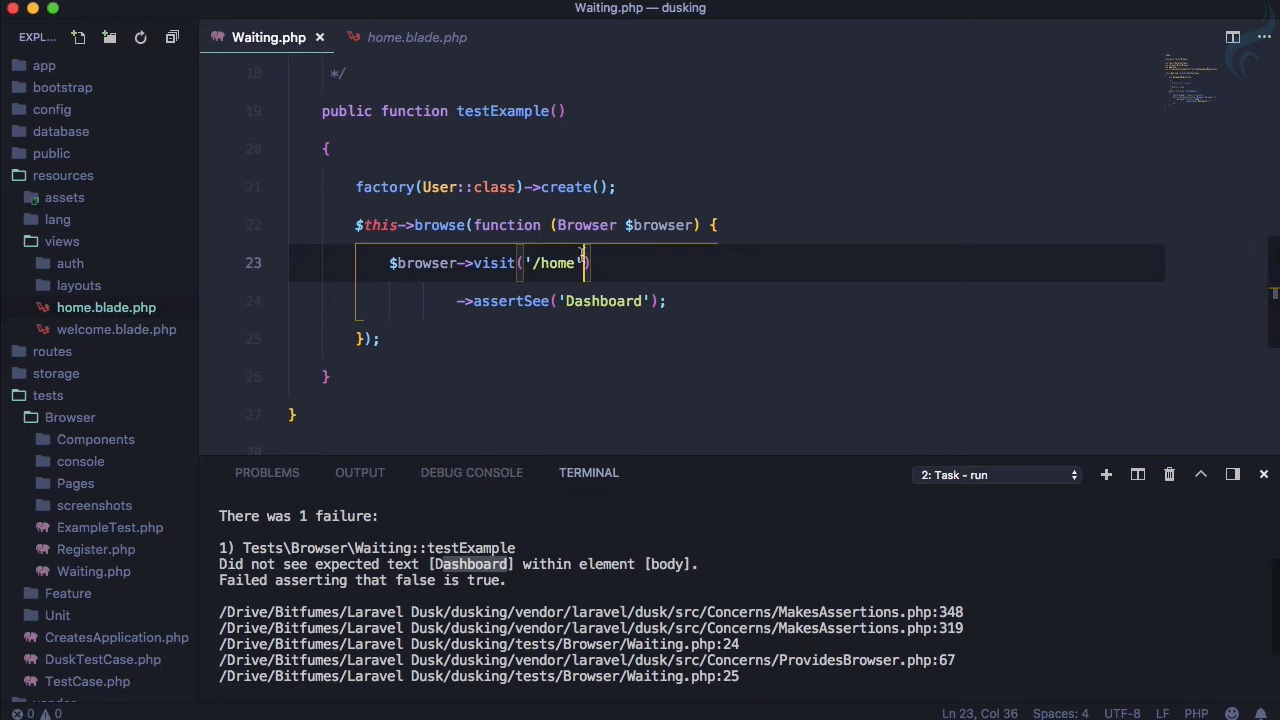 Waiting.php — dusking
EXPL...
Waiting.php ×
home.blade.php
app
bootstrap
config
database
public
resources
assets
lang
views
auth
layouts
home.blade.php
welcome.blade.php
routes
storage
tests
Browser
Components
console
Pages
screenshots
ExampleTest.php
Register.php
Waiting.php
Feature
Unit
CreatesApplication.php
DuskTestCase.php
TestCase.php
vendor
18 */
19 public function testExample()
20 {
21 factory(User::class)->create();
22 $this->browse(function (Browser $browser) {
23 $browser->visit('/home')
24 ->assertSee('Dashboard');
25 });
26 }
27 }
28
PROBLEMS OUTPUT DEBUG CONSOLE TERMINAL 2: Task - run
There was 1 failure:
1) Tests\Browser\Waiting::testExample
Did not see expected text [Dashboard] within element [body].
Failed asserting that false is true.
/Drive/Bitfumes/Laravel Dusk/dusking/vendor/laravel/dusk/src/Concerns/MakesAssertions.php:348
/Drive/Bitfumes/Laravel Dusk/dusking/vendor/laravel/dusk/src/Concerns/MakesAssertions.php:319
/Drive/Bitfumes/Laravel Dusk/dusking/tests/Browser/Waiting.php:24
/Drive/Bitfumes/Laravel Dusk/dusking/vendor/laravel/dusk/src/Concerns/ProvidesBrowser.php:67
/Drive/Bitfumes/Laravel Dusk/dusking/tests/Browser/Waiting.php:25
0 0 Ln 23, Col 36 Spaces: 4 UTF-8 LF PHP